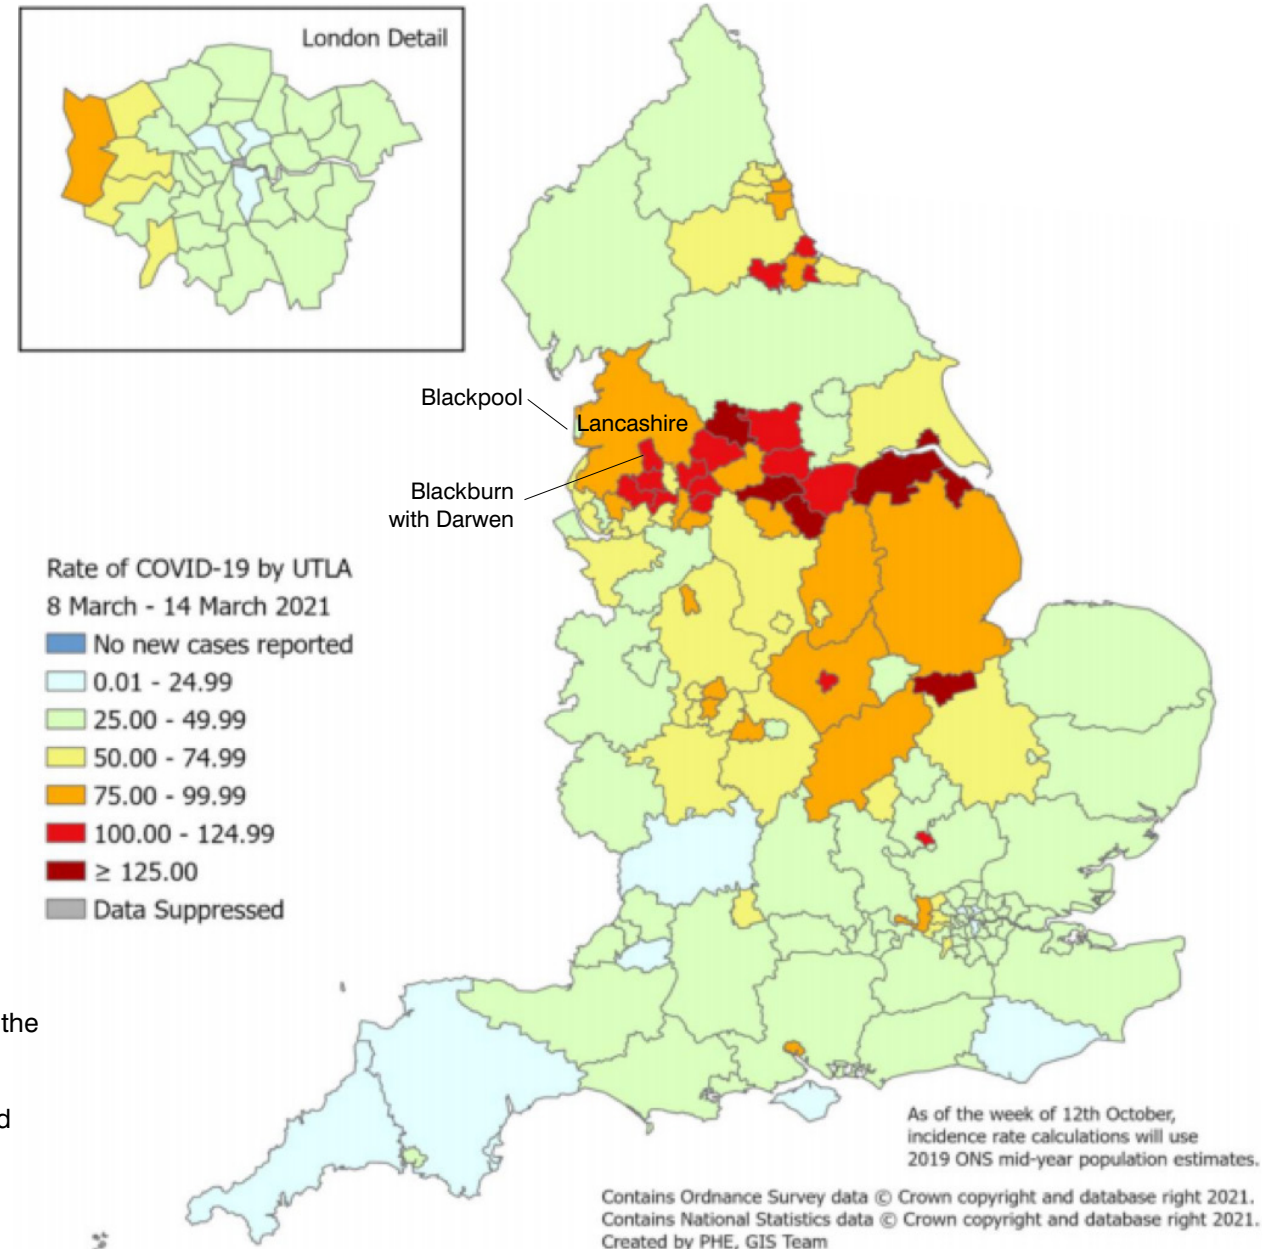 London Detail
Blackpool
Lancashire
Blackburn
with Darwen
Rate of COVID-19 by UTLA
8 March - 14 March 2021
No new cases reported
0.01 - 24.99
25.00 - 49.99
50.00 - 74.99
75.00 - 99.99
100.00 - 124.99
≥ 125.00
Data Suppressed
the
d
As of the week of 12th October,
incidence rate calculations will use
2019 ONS mid-year population estimates.
Contains Ordnance Survey data © Crown copyright and database right 2021.
Contains National Statistics data © Crown copyright and database right 2021.
Created by PHE, GIS Team